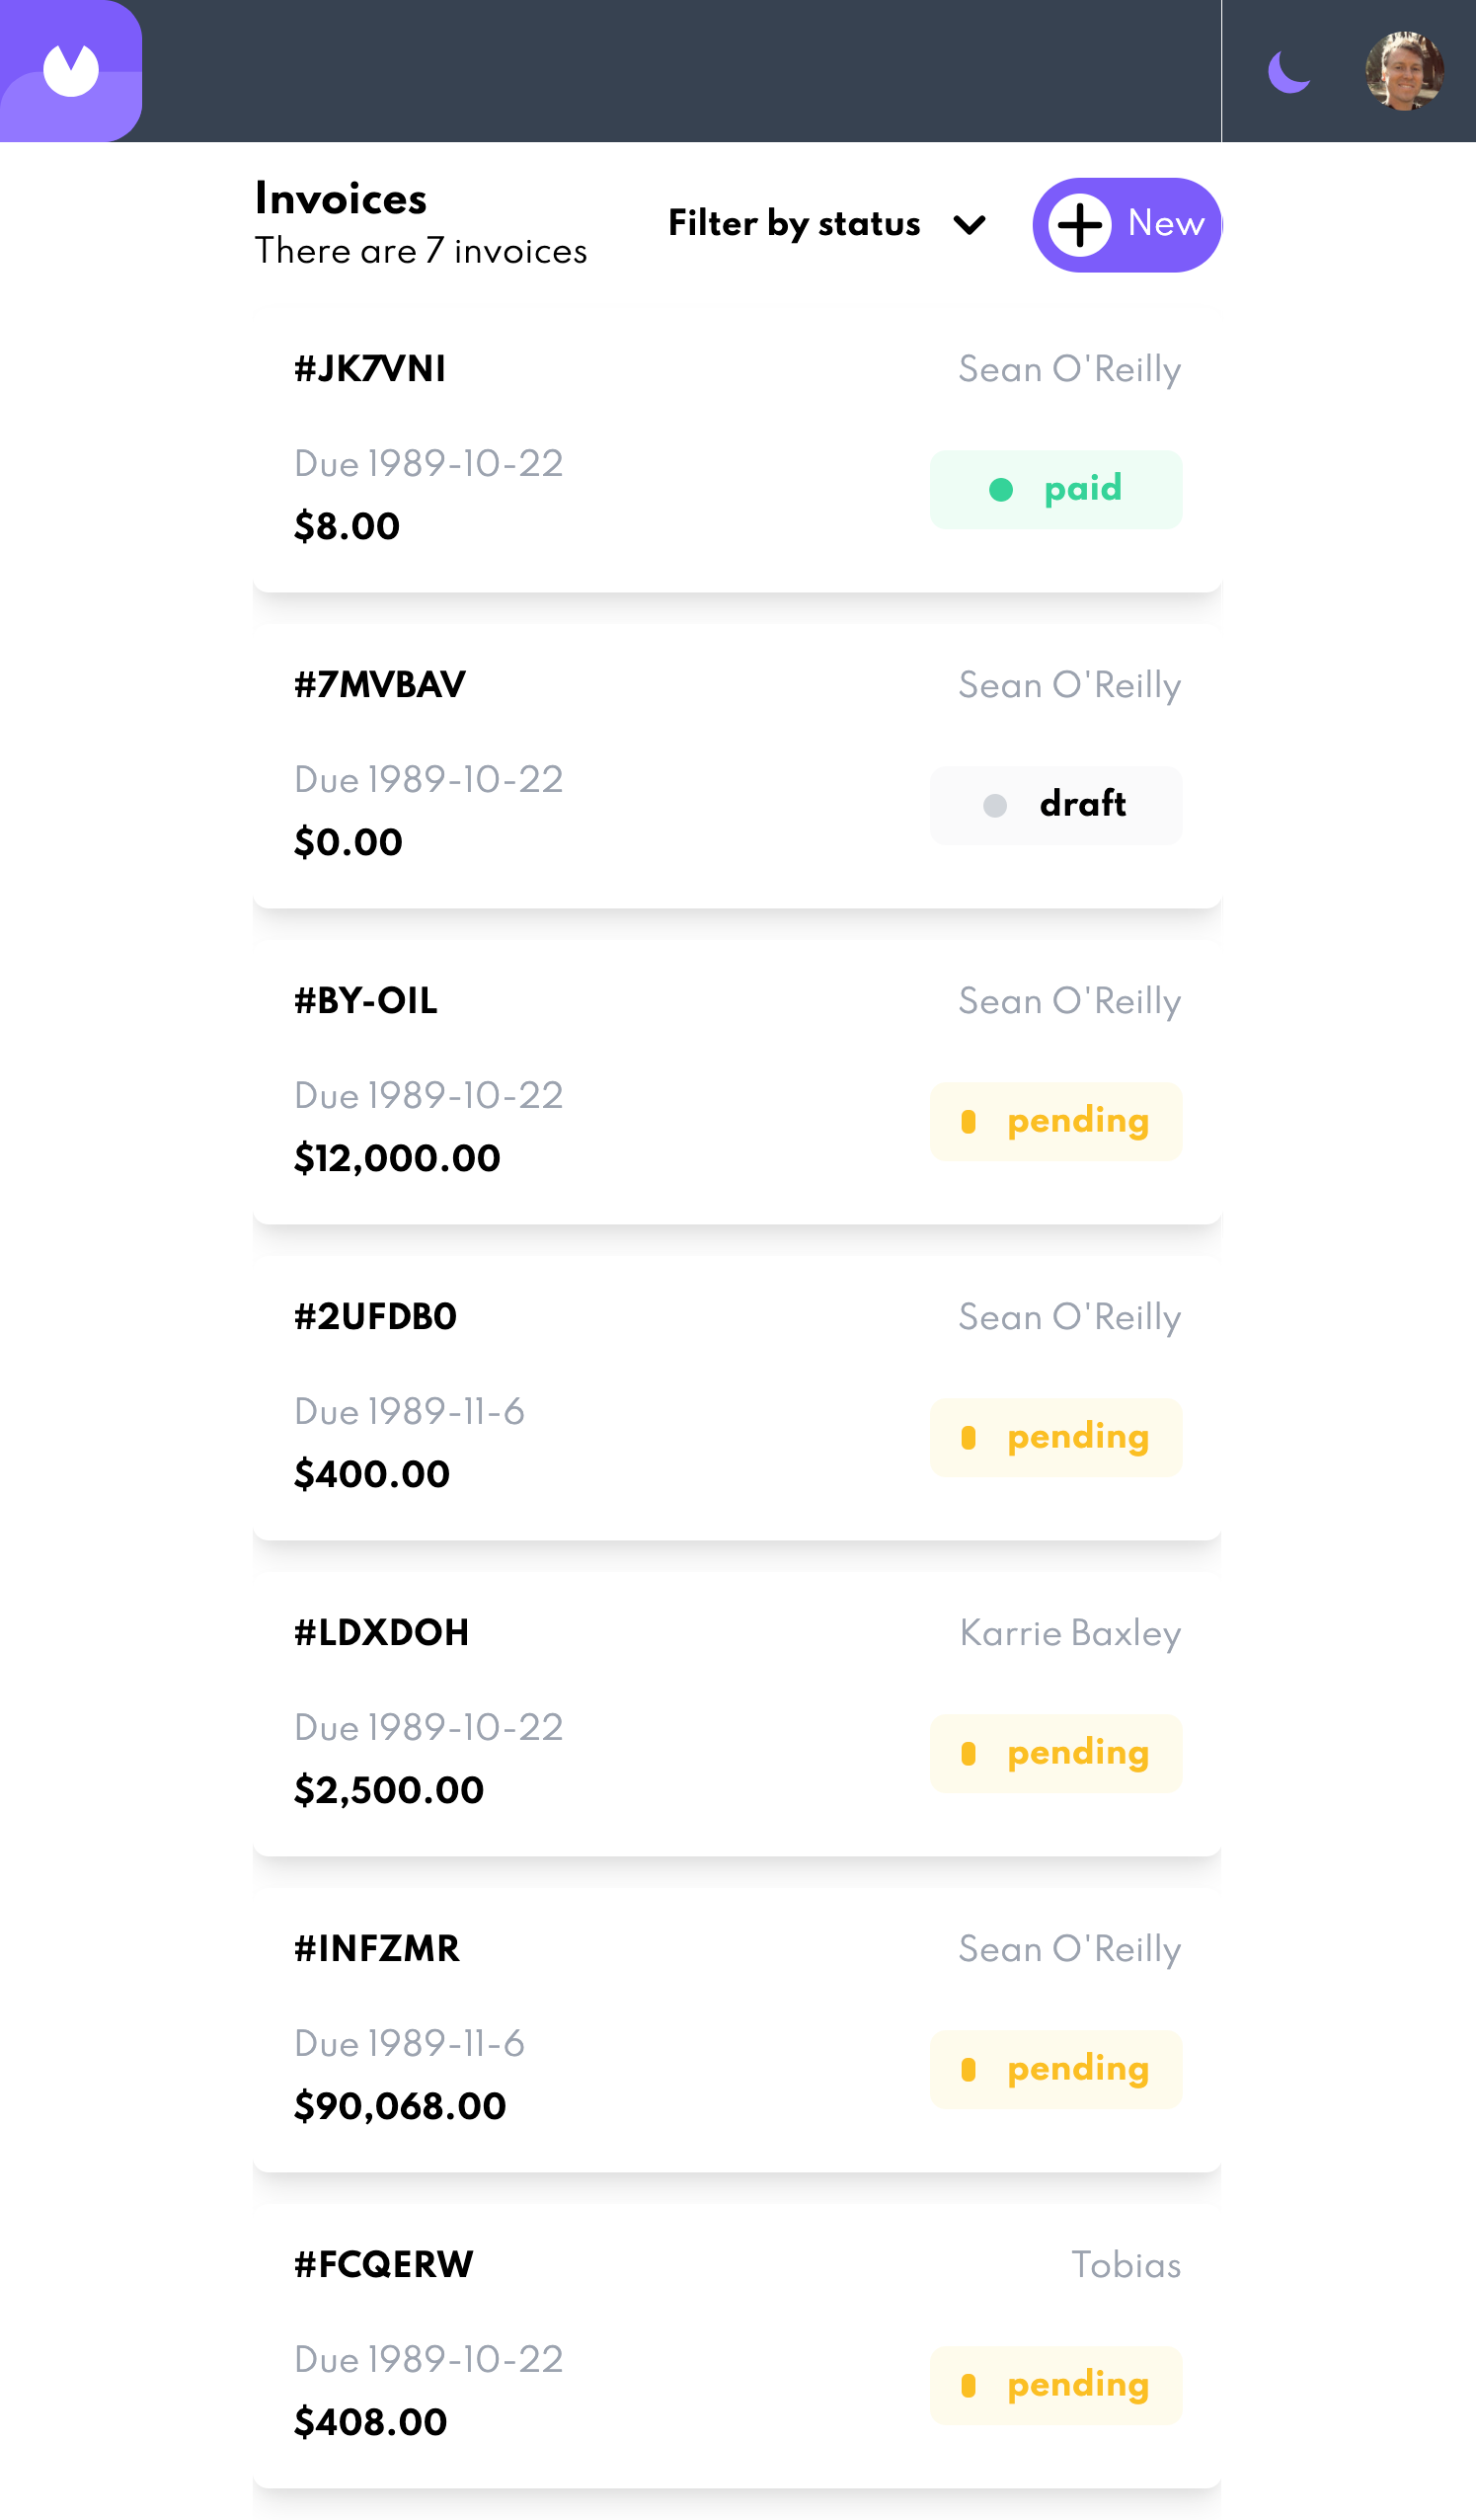 Invoices
There are 7 invoices
Filter by status
New
#JK7VNI
Sean O'Reilly
Due 1989-10-22
$8.00
paid
#7MVBAV
Sean O'Reilly
Due 1989-10-22
$0.00
draft
#BY-OIL
Sean O'Reilly
Due 1989-10-22
$12,000.00
pending
#2UFDB0
Sean O'Reilly
Due 1989-11-6
$400.00
pending
#LDXDOH
Karrie Baxley
Due 1989-10-22
$2,500.00
pending
#INFZMR
Sean O'Reilly
Due 1989-11-6
$90,068.00
pending
#FCQERW
Tobias
Due 1989-10-22
$408.00
pending